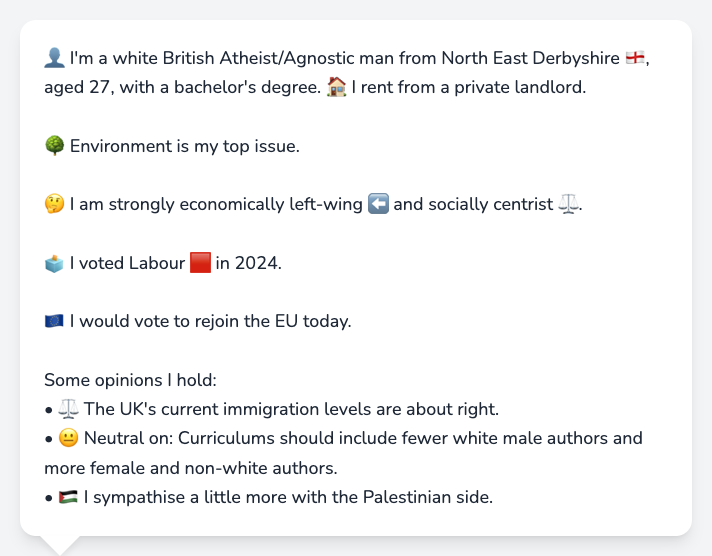 👤 I'm a white British Atheist/Agnostic man from North East Derbyshire 🏴󠁧󠁢󠁥󠁮󠁧󠁿,
aged 27, with a bachelor's degree. 🏠 I rent from a private landlord.
🌳 Environment is my top issue.
🤔 I am strongly economically left-wing ⬅️ and socially centrist ⚖️.
🗳️ I voted Labour 🟥 in 2024.
🇪🇺 I would vote to rejoin the EU today.
Some opinions I hold:
• ⚖️ The UK's current immigration levels are about right.
• 😐 Neutral on: Curriculums should include fewer white male authors and
more female and non-white authors.
• 🇵🇸 I sympathise a little more with the Palestinian side.